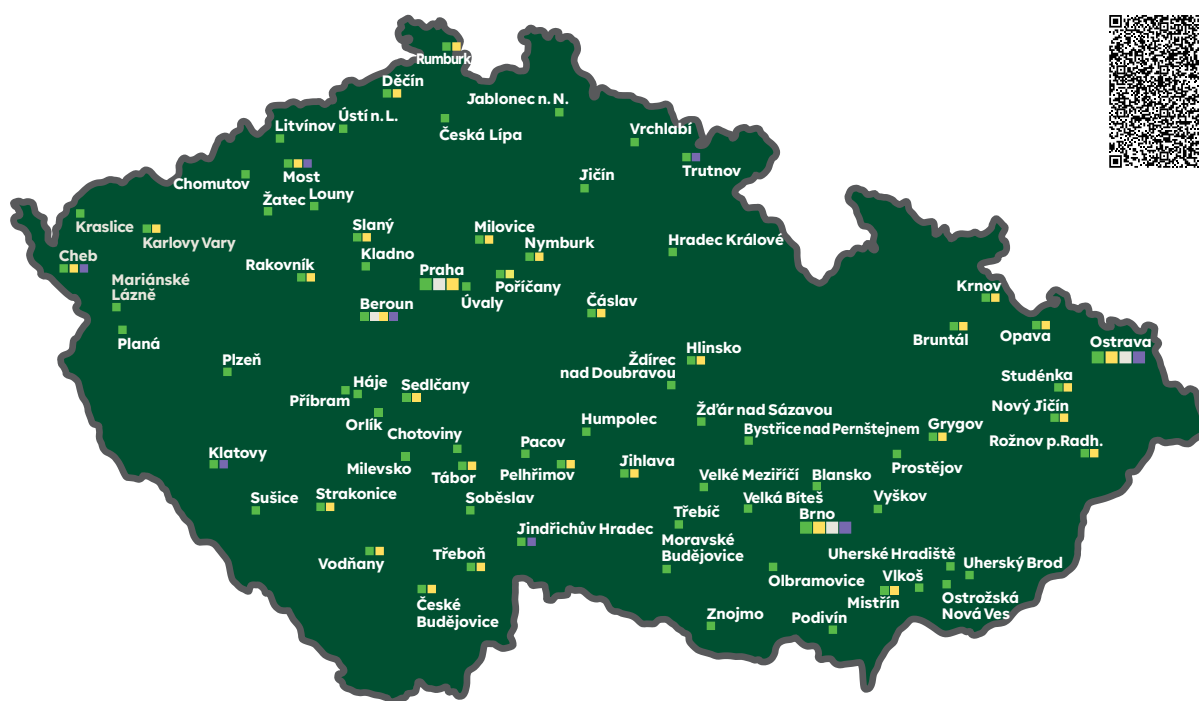 Rumburk
Děčín
Jablonec n. N.
Ústí n. L.
Litvínov
Česká Lípa
Vrchlabí
Most
Trutnov
Chomutov
Jičín
Žatec
Louny
Kraslice
Karlovy Vary
Slaný
Milovice
Nymburk
Hradec Králové
Cheb
Kladno
Rakovník
Praha
Poříčany
Mariánské
Lázně
Úvaly
Krnov
Beroun
Čáslav
Planá
Bruntál
Opava
Ostrava
Hlinsko
Plzeň
Ždírec
nad Doubravou
Studénka
Háje
Sedlčany
Příbram
Nový Jičín
Žďár nad Sázavou
Orlík
Humpolec
Bystřice nad Pernštejnem
Grygov
Chotoviny
Rožnov p.Radh.
Pacov
Klatovy
Milevsko
Jihlava
Prostějov
Tábor
Pelhřimov
Velké Meziříčí
Blansko
Sušice
Strakonice
Soběslav
Velká Bíteš
Vyškov
Třebíč
Brno
Jindřichův Hradec
Moravské
Budějovice
Vodňany
Třeboň
Uherské Hradiště
Uherský Brod
Olbramovice
Vlkoš
Mistřín
České
Budějovice
Ostrožská
Nová Ves
Znojmo
Podivín